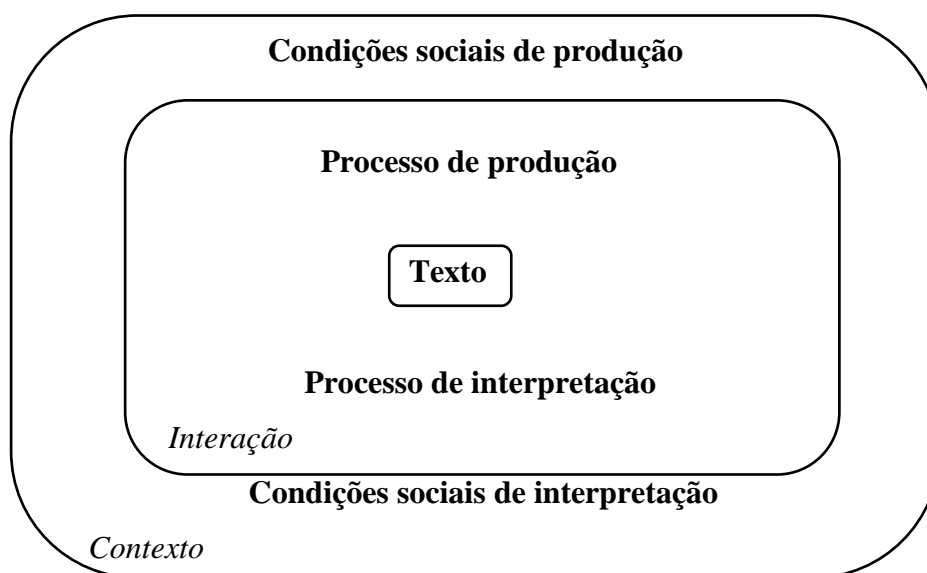 Condições sociais de produção
Processo de produção
Texto
Processo de interpretação
Interação
Condições sociais de interpretação
Contexto